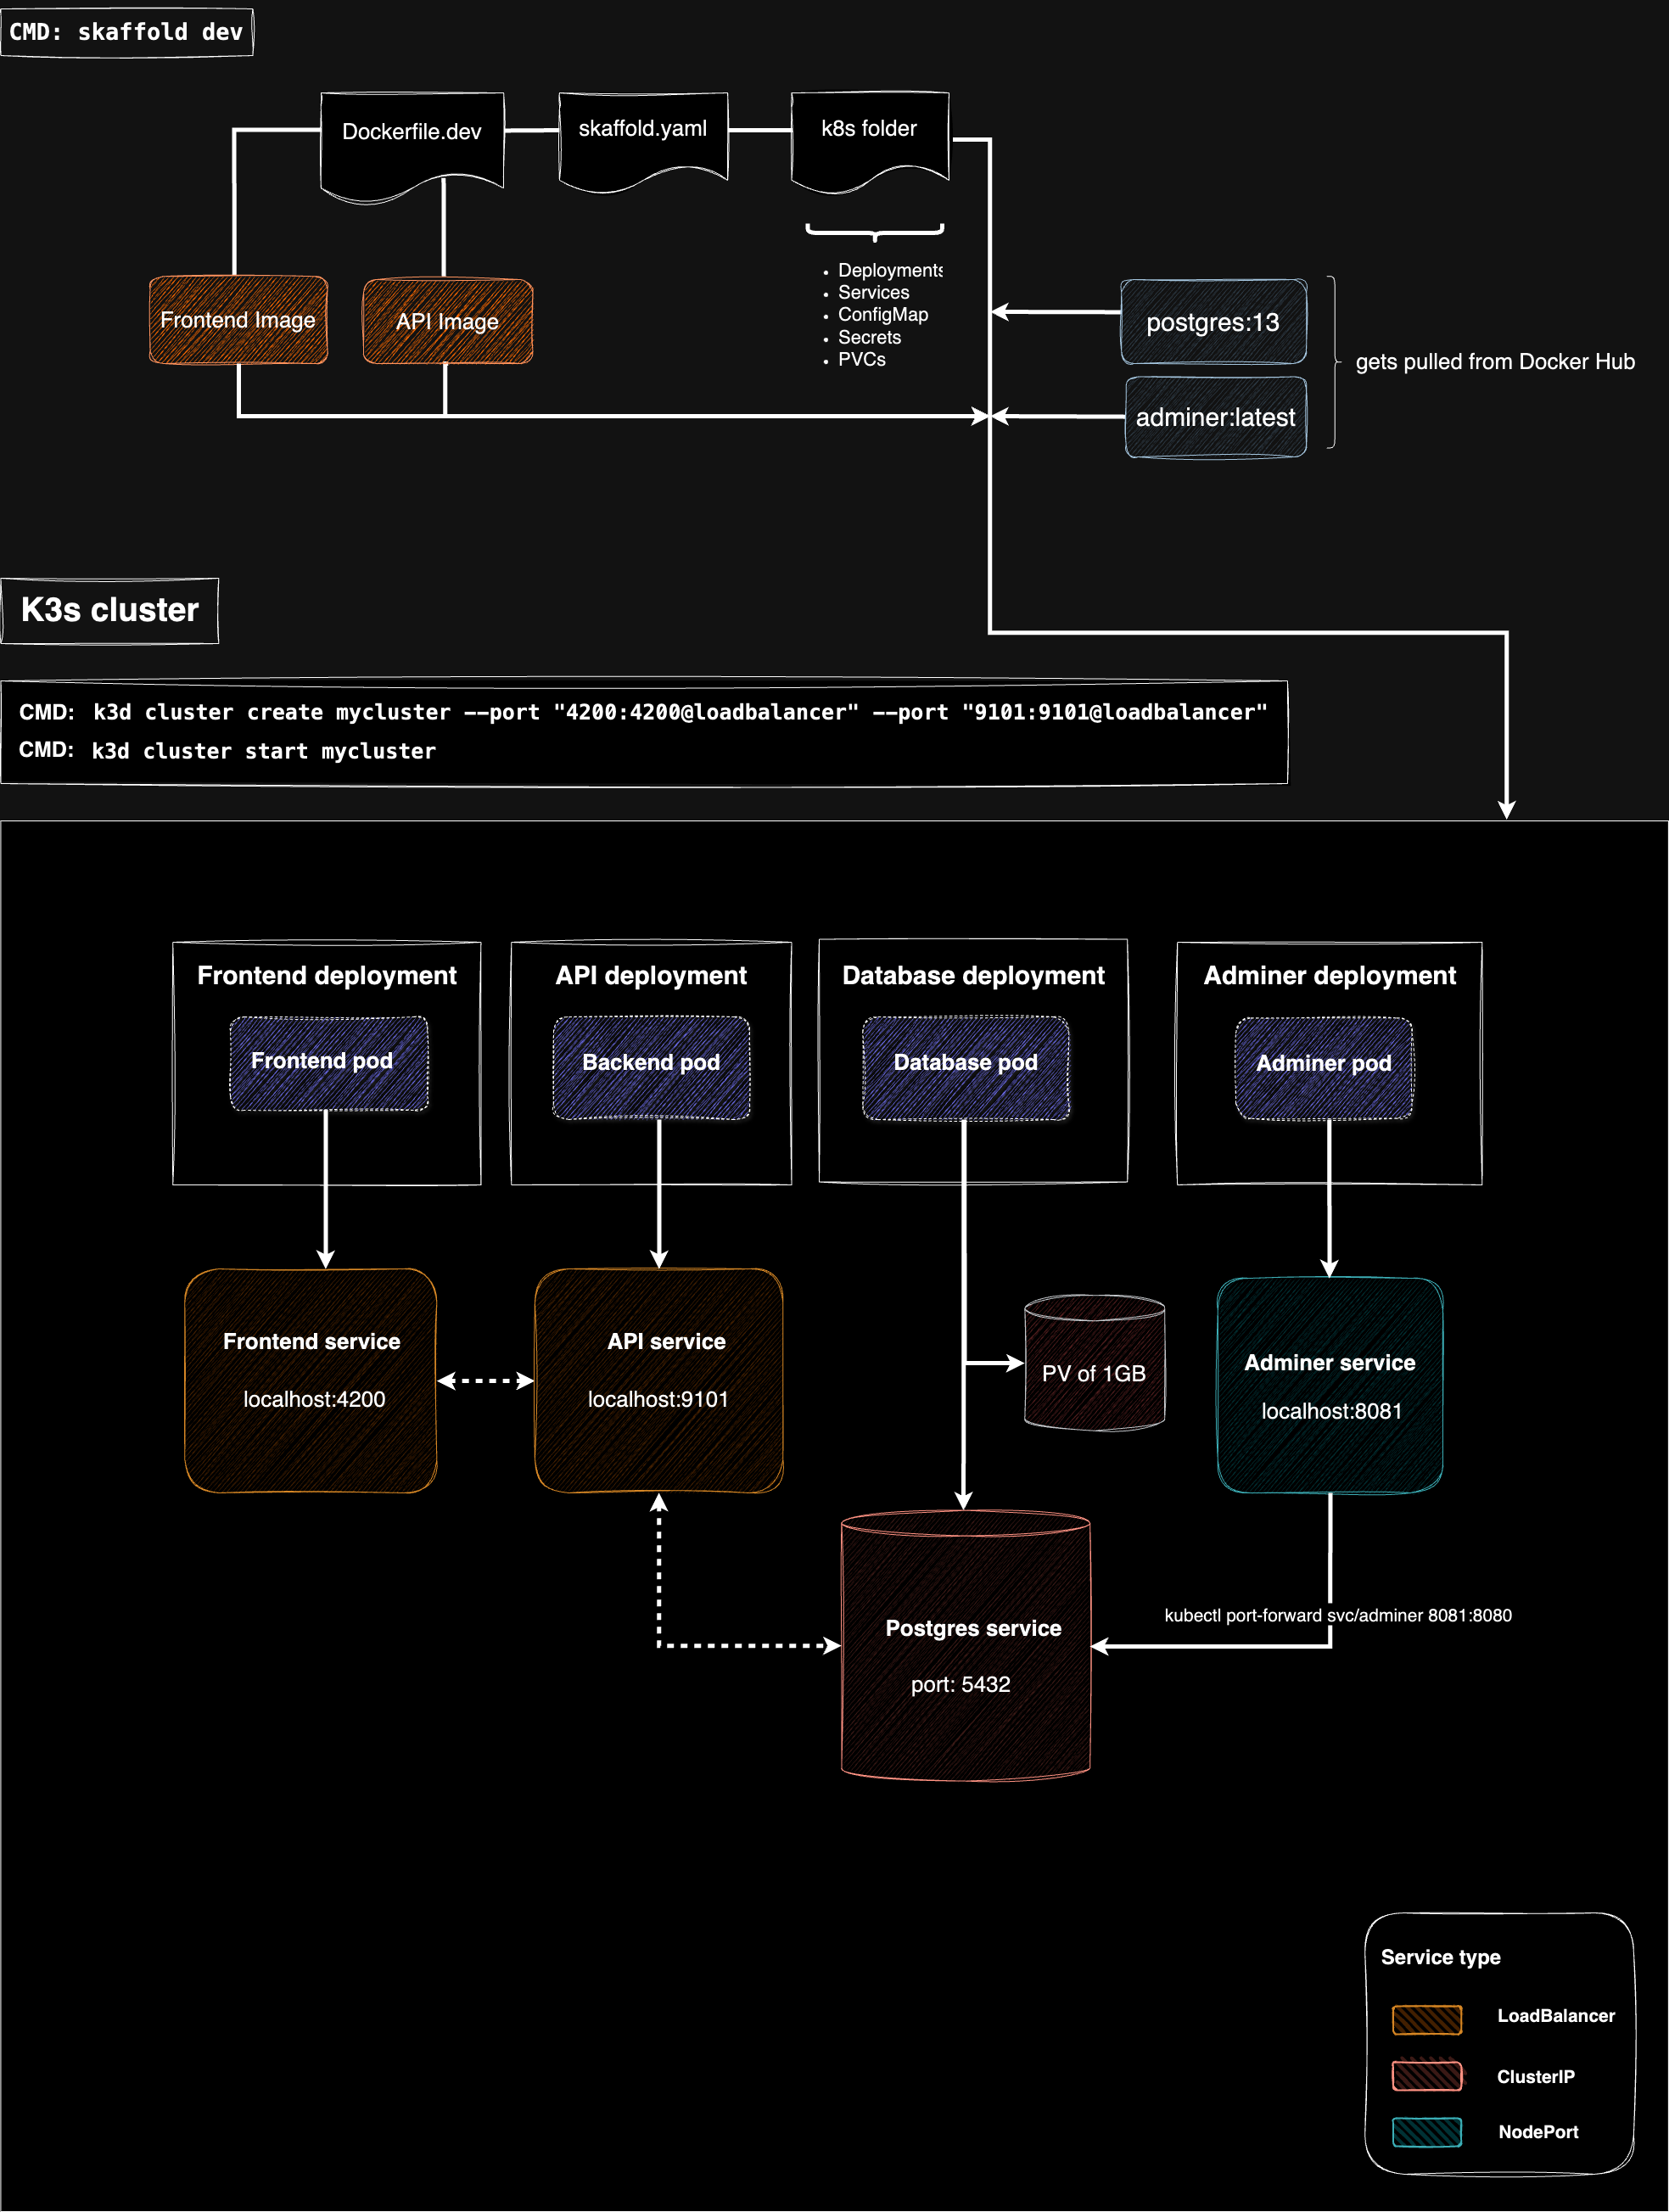 CMD: skaffold dev
Dockerfile.dev
skaffold.yaml
k8s folder
• Deployments
• Services
• ConfigMap
• Secrets
• PVCs
Frontend Image
API Image
postgres:13
adminer:latest
gets pulled from Docker Hub
K3s cluster
CMD: k3d cluster create mycluster --port "4200:4200@loadbalancer" --port "9101:9101@loadbalancer"
CMD: k3d cluster start mycluster
Frontend deployment
Frontend pod
API deployment
Backend pod
Database deployment
Database pod
Adminer deployment
Adminer pod
Frontend service
localhost:4200
API service
localhost:9101
PV of 1GB
Adminer service
localhost:8081
kubectl port-forward svc/adminer 8081:8080
Postgres service
port: 5432
Service type
LoadBalancer
ClusterIP
NodePort